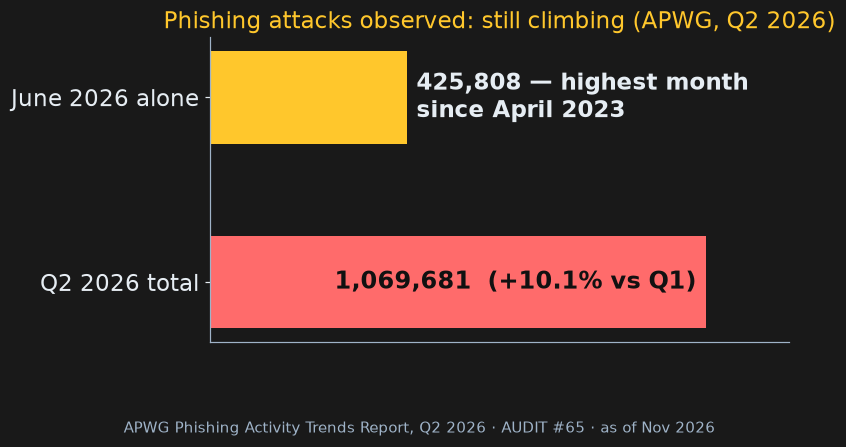 Phishing attacks observed: still climbing (APWG, Q2 2026)
June 2026 alone
425,808 — highest month
since April 2023
Q2 2026 total
1,069,681 (+10.1% vs Q1)
APWG Phishing Activity Trends Report, Q2 2026 · AUDIT #65 · as of Nov 2026